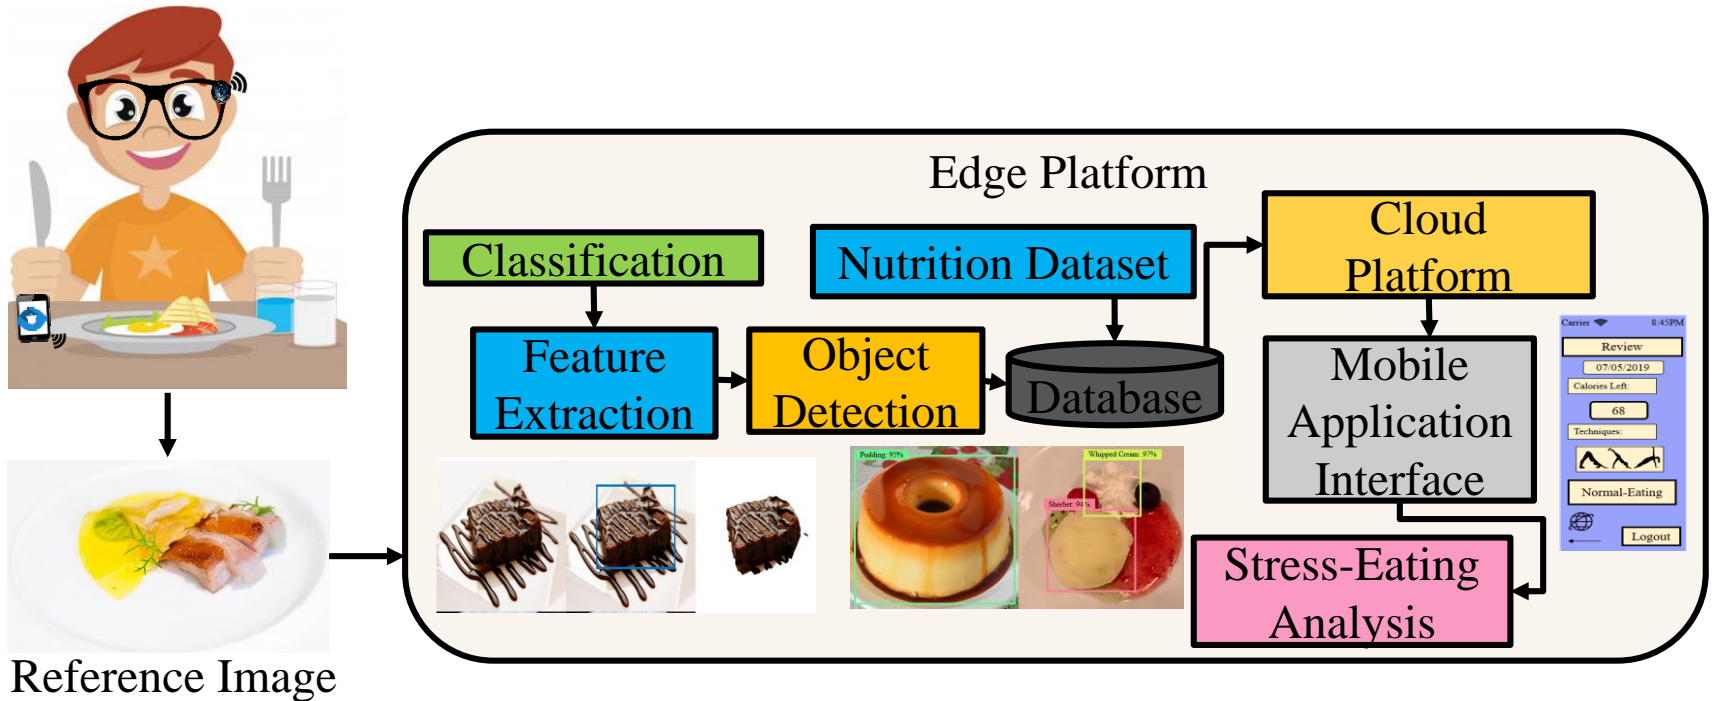 Edge Platform
Classification
Nutrition Dataset
Cloud
Platform
Feature
Extraction
Object
Detection
Database
Mobile
Application
Interface
Stress-Eating
Analysis
Pudding: 95%
Whipped Cream: 97%
Sherbet: 94%
Carrier
8:45PM
Review
07/05/2019
Calories Left:
68
Techniques:
Normal-Eating
Logout
Reference Image